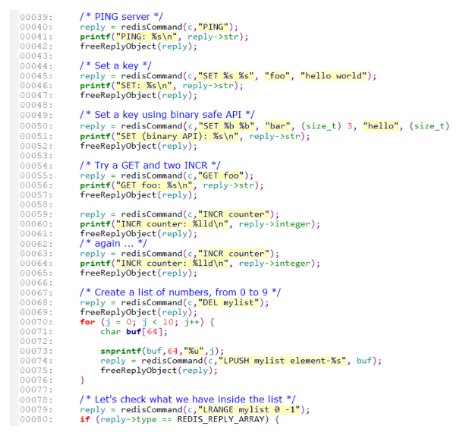 00039: /* PING server */
00040: reply = redisCommand(c,"PING");
00041: printf("PING: %s\n", reply->str);
00042: freeReplyObject(reply);
00043:
00044: /* Set a key */
00045: reply = redisCommand(c,"SET %s %s", "foo", "hello world");
00046: printf("SET: %s\n", reply->str);
00047: freeReplyObject(reply);
00048:
00049: /* Set a key using binary safe API */
00050: reply = redisCommand(c,"SET %b %b", "bar", (size_t) 3, "hello", (size_t)
00051: printf("SET (binary API): %s\n", reply->str);
00052: freeReplyObject(reply);
00053:
00054: /* Try a GET and two INCR */
00055: reply = redisCommand(c,"GET foo");
00056: printf("GET foo: %s\n", reply->str);
00057: freeReplyObject(reply);
00058:
00059: reply = redisCommand(c,"INCR counter");
00060: printf("INCR counter: %lld\n", reply->integer);
00061: freeReplyObject(reply);
00062: /* again ... */
00063: reply = redisCommand(c,"INCR counter");
00064: printf("INCR counter: %lld\n", reply->integer);
00065: freeReplyObject(reply);
00066:
00067: /* Create a list of numbers, from 0 to 9 */
00068: reply = redisCommand(c,"DEL mylist");
00069: freeReplyObject(reply);
00070: for (j = 0; j < 10; j++) {
00071: char buf[64];
00072:
00073: snprintf(buf,64,"%u",j);
00074: reply = redisCommand(c,"LPUSH mylist element-%s", buf);
00075: freeReplyObject(reply);
00076: }
00077:
00078: /* Let's check what we have inside the list */
00079: reply = redisCommand(c,"LRANGE mylist 0 -1");
00080: if (reply->type == REDIS_REPLY_ARRAY) {